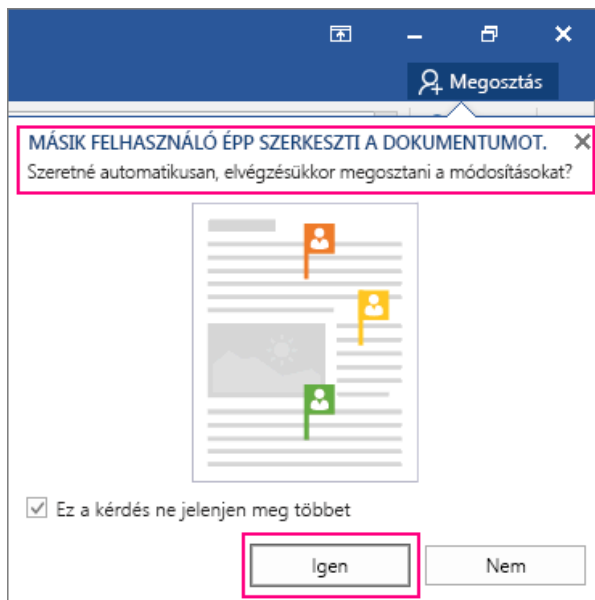 Megosztás
MÁSIK FELHASZNÁLÓ ÉPP SZERKESZTI A DOKUMENTUMOT.
Szeretné automatikusan, elvégzésükkor megosztani a módosításokat?
Ez a kérdés ne jelenjen meg többet
Igen
Nem